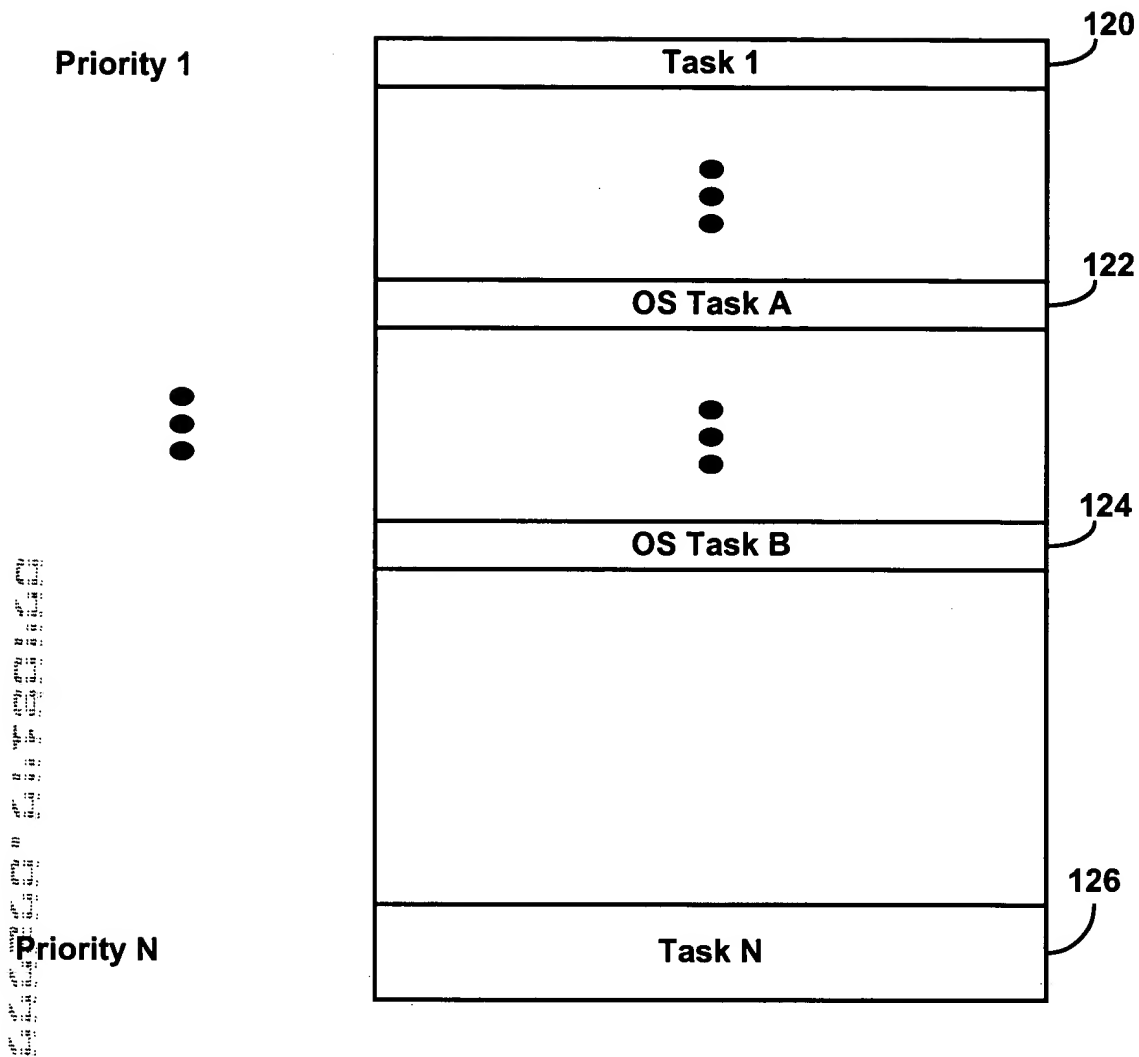 120
Priority 1
Task 1
122
OS Task A
124
OS Task B
126
Priority N
Task N